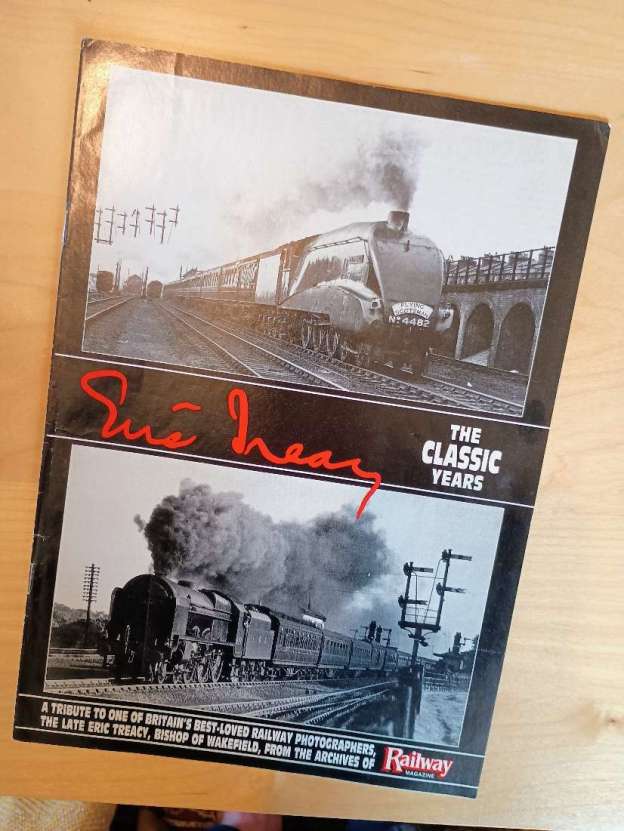 FLYING
SCOTSMAN
Nº 4482
Eric Treacy
THE
CLASSIC
YEARS
A TRIBUTE TO ONE OF BRITAIN'S BEST-LOVED RAILWAY PHOTOGRAPHERS,
THE LATE ERIC TREACY, BISHOP OF WAKEFIELD, FROM THE ARCHIVES OF
Railway
MAGAZINE